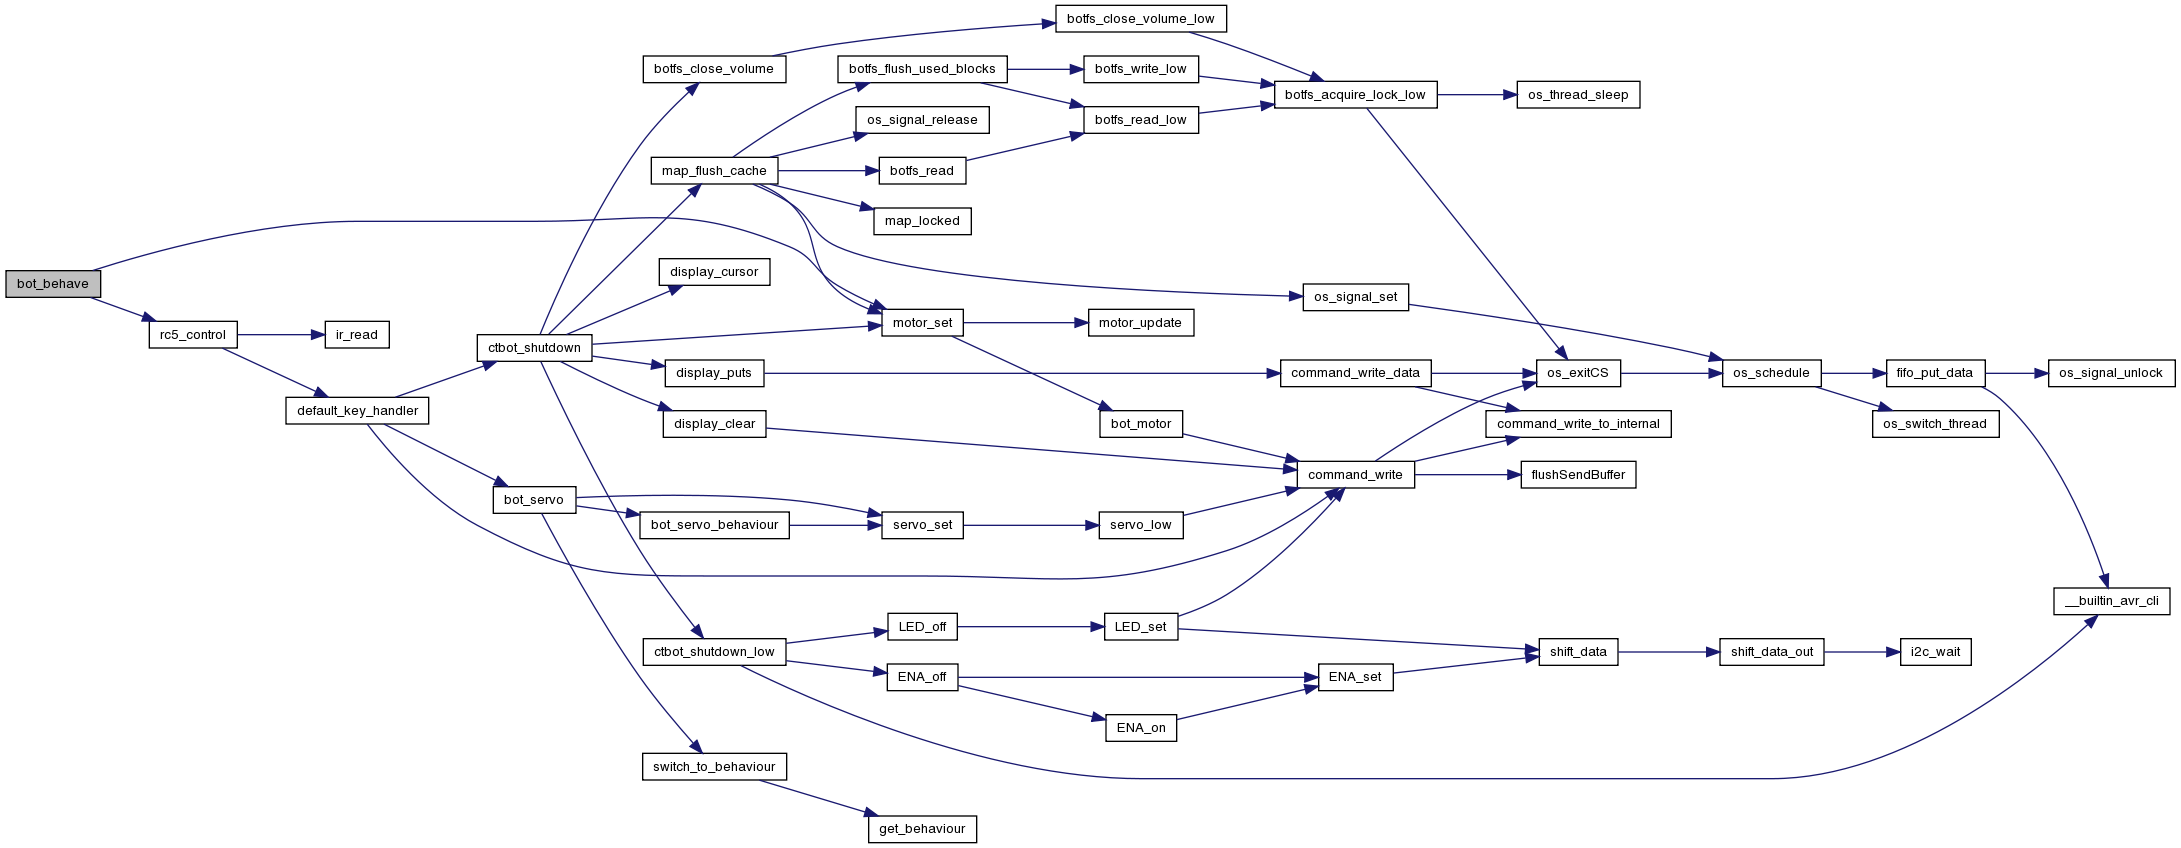 bot_behave
rc5_control
ir_read
default_key_handler
ctbot_shutdown
bot_servo
botfs_close_volume
map_flush_cache
display_cursor
display_puts
display_clear
bot_servo_behaviour
ctbot_shutdown_low
switch_to_behaviour
botfs_flush_used_blocks
os_signal_release
botfs_read
map_locked
motor_set
servo_set
LED_off
ENA_off
get_behaviour
botfs_close_volume_low
botfs_write_low
botfs_read_low
motor_update
bot_motor
servo_low
LED_set
ENA_on
botfs_acquire_lock_low
os_signal_set
command_write_data
command_write
ENA_set
os_thread_sleep
os_exitCS
command_write_to_internal
flushSendBuffer
shift_data
os_schedule
shift_data_out
fifo_put_data
os_switch_thread
i2c_wait
os_signal_unlock
__builtin_avr_cli